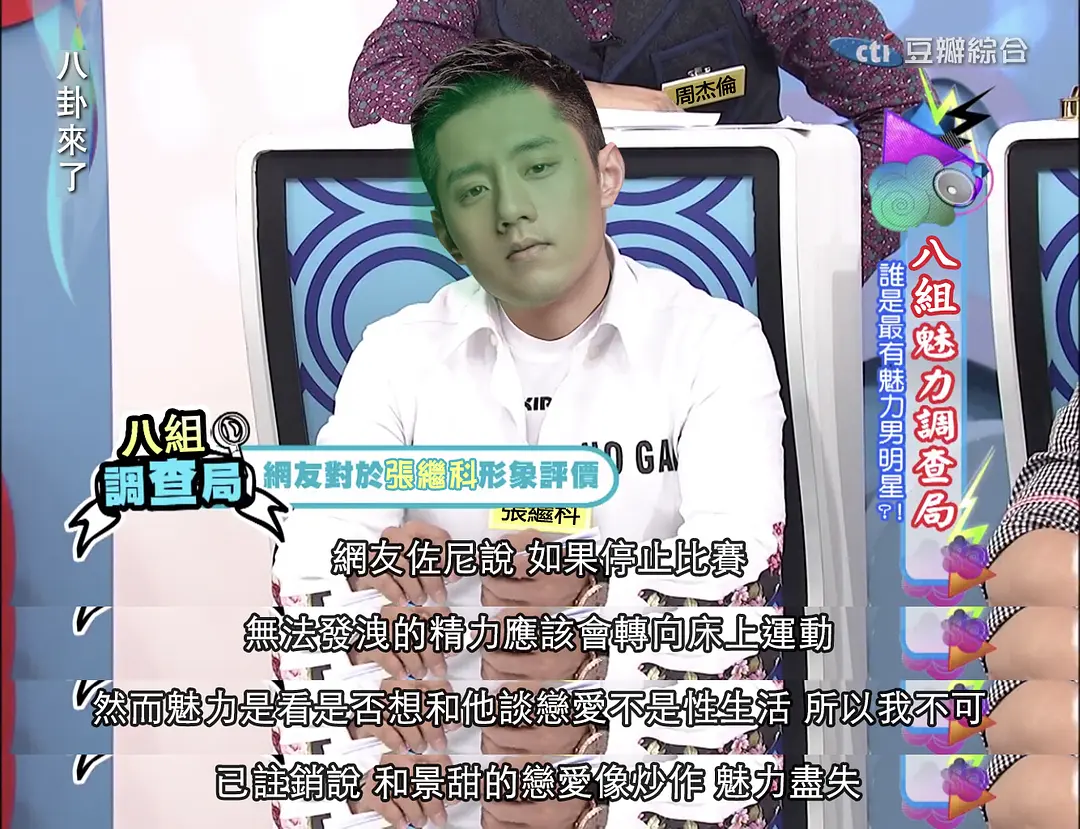 八卦來了
cti 豆瓣綜合
周杰倫
八組魅力調查局
誰是最有魅力男明星?!
KIR
O GA
八組
調查局
網友對於張繼科形象評價
張繼科
網友佐尼說 如果停止比賽
無法發洩的精力應該會轉向床上運動
然而魅力是看是否想和他談戀愛不是性生活 所以我不可
已註銷說 和景甜的戀愛像炒作 魅力盡失